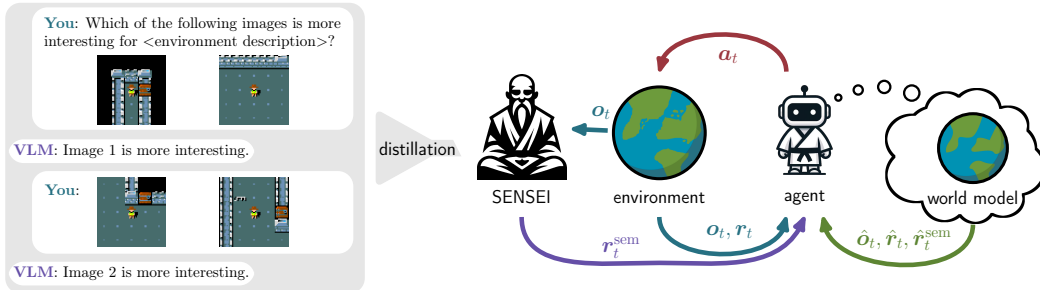 You: Which of the following images is more
interesting for <environment description>?
VLM: Image 1 is more interesting.
You:
VLM: Image 2 is more interesting.
distillation
SENSEI
environment
agent
world model
a_t
o_t
r_t^sem
o_t, r_t
ô_t, r̂_t, r̂_t^sem